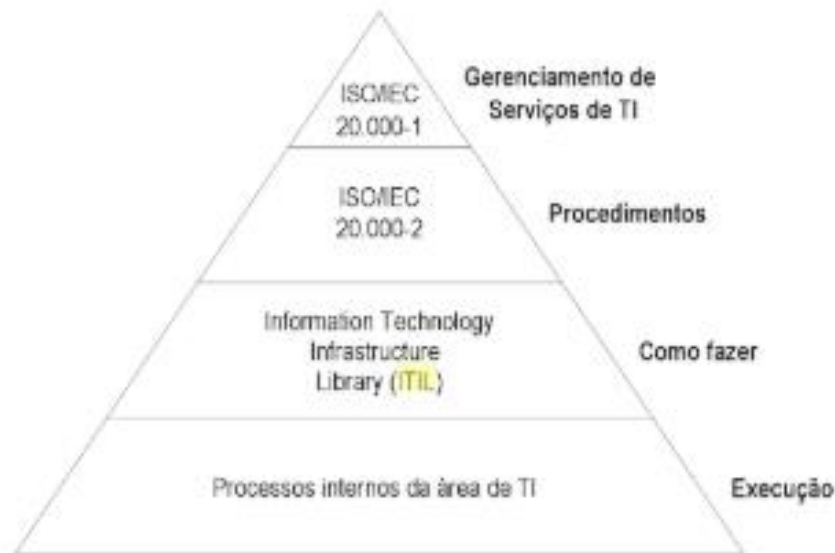 ISO/IEC
20.000-1
Gerenciamento de
Serviços de TI
ISO/IEC
20.000-2
Procedimentos
Information Technology
Infrastructure
Library (ITIL)
Como fazer
Processos internos da área de TI
Execução